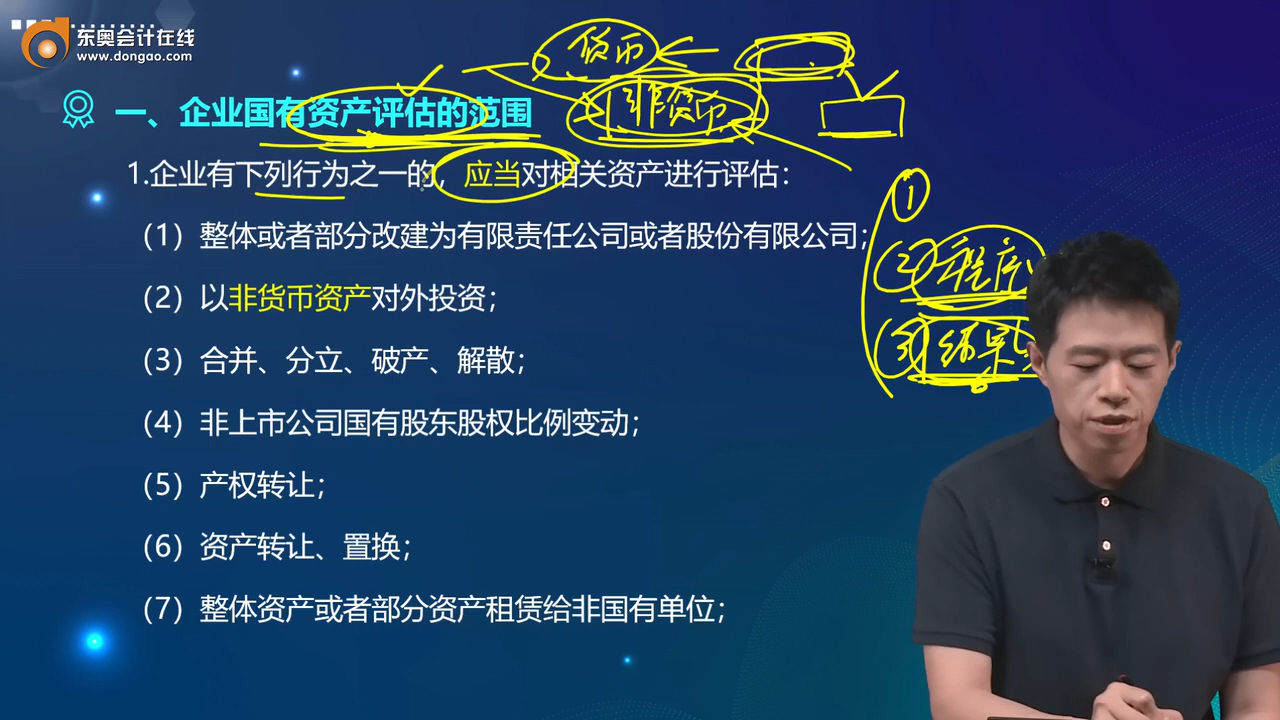 东奥会计在线
www.dongao.com
货币
非货币
一、企业国有资产评估的范围
1.企业有下列行为之一的，应当对相关资产进行评估：
①
（1）整体或者部分改建为有限责任公司或者股份有限公司；
②程序
（2）以非货币资产对外投资；
③结果
（3）合并、分立、破产、解散；
（4）非上市公司国有股东股权比例变动；
（5）产权转让；
（6）资产转让、置换；
（7）整体资产或者部分资产租赁给非国有单位；